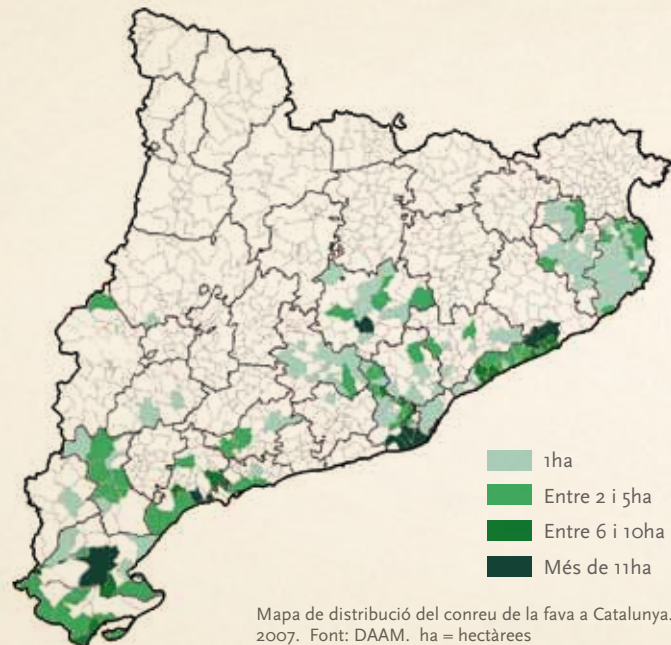 1ha
Entre 2 i 5ha
Entre 6 i 10ha
Més de 11ha
Mapa de distribució del conreu de la fava a Catalunya.
2007. Font: DAAM. ha = hectàrees